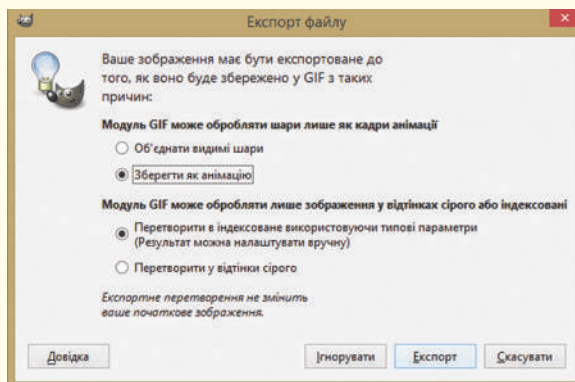 Експорт файлу
Ваше зображення має бути експортоване до
того, як воно буде збережено у GIF з таких
причин:
Модуль GIF може обробляти шари лише як кадри анімації
Об'єднати видимі шари
Зберегти як анімацію
Модуль GIF може обробляти лише зображення у відтінках сірого або індексовані
Перетворити в індексоване використовуючи типові параметри
(Результат можна налаштувати вручну)
Перетворити у відтінки сірого
Експортне перетворення не змінить
ваше початкове зображення.
Довідка Ігнорувати Експорт Скасувати